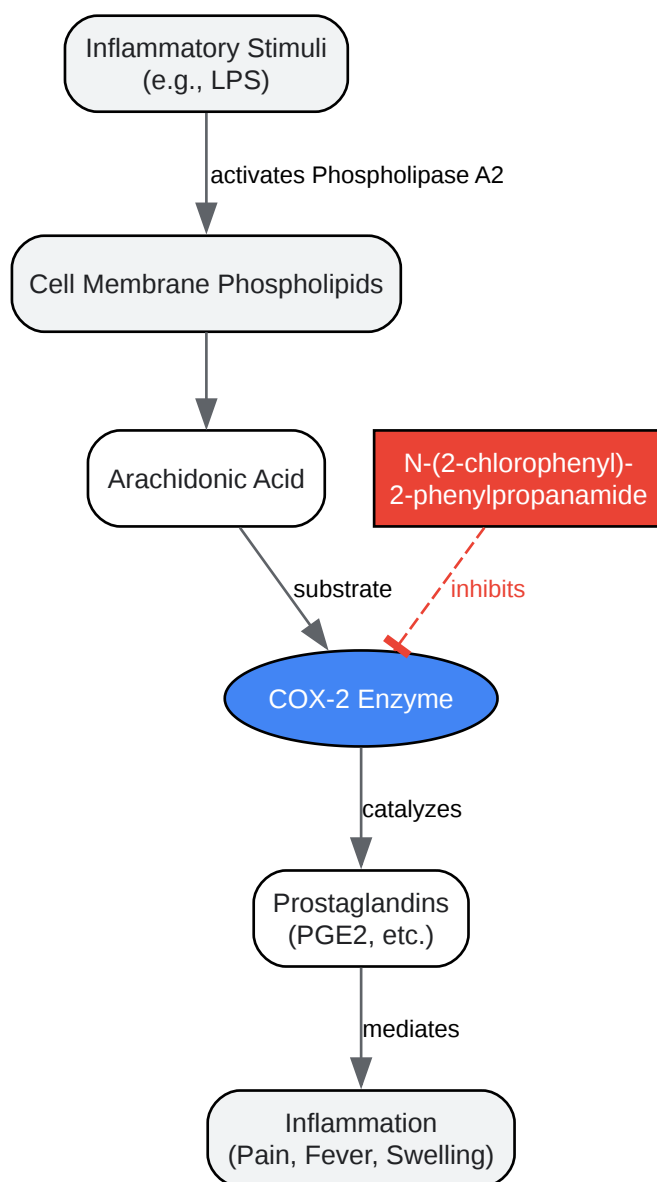 Inflammatory Stimuli
(e.g., LPS)
activates Phospholipase A2
Cell Membrane Phospholipids
Arachidonic Acid
N-(2-chlorophenyl)-
2-phenylpropanamide
substrate
inhibits
COX-2 Enzyme
catalyzes
Prostaglandins
(PGE2, etc.)
mediates
Inflammation
(Pain, Fever, Swelling)